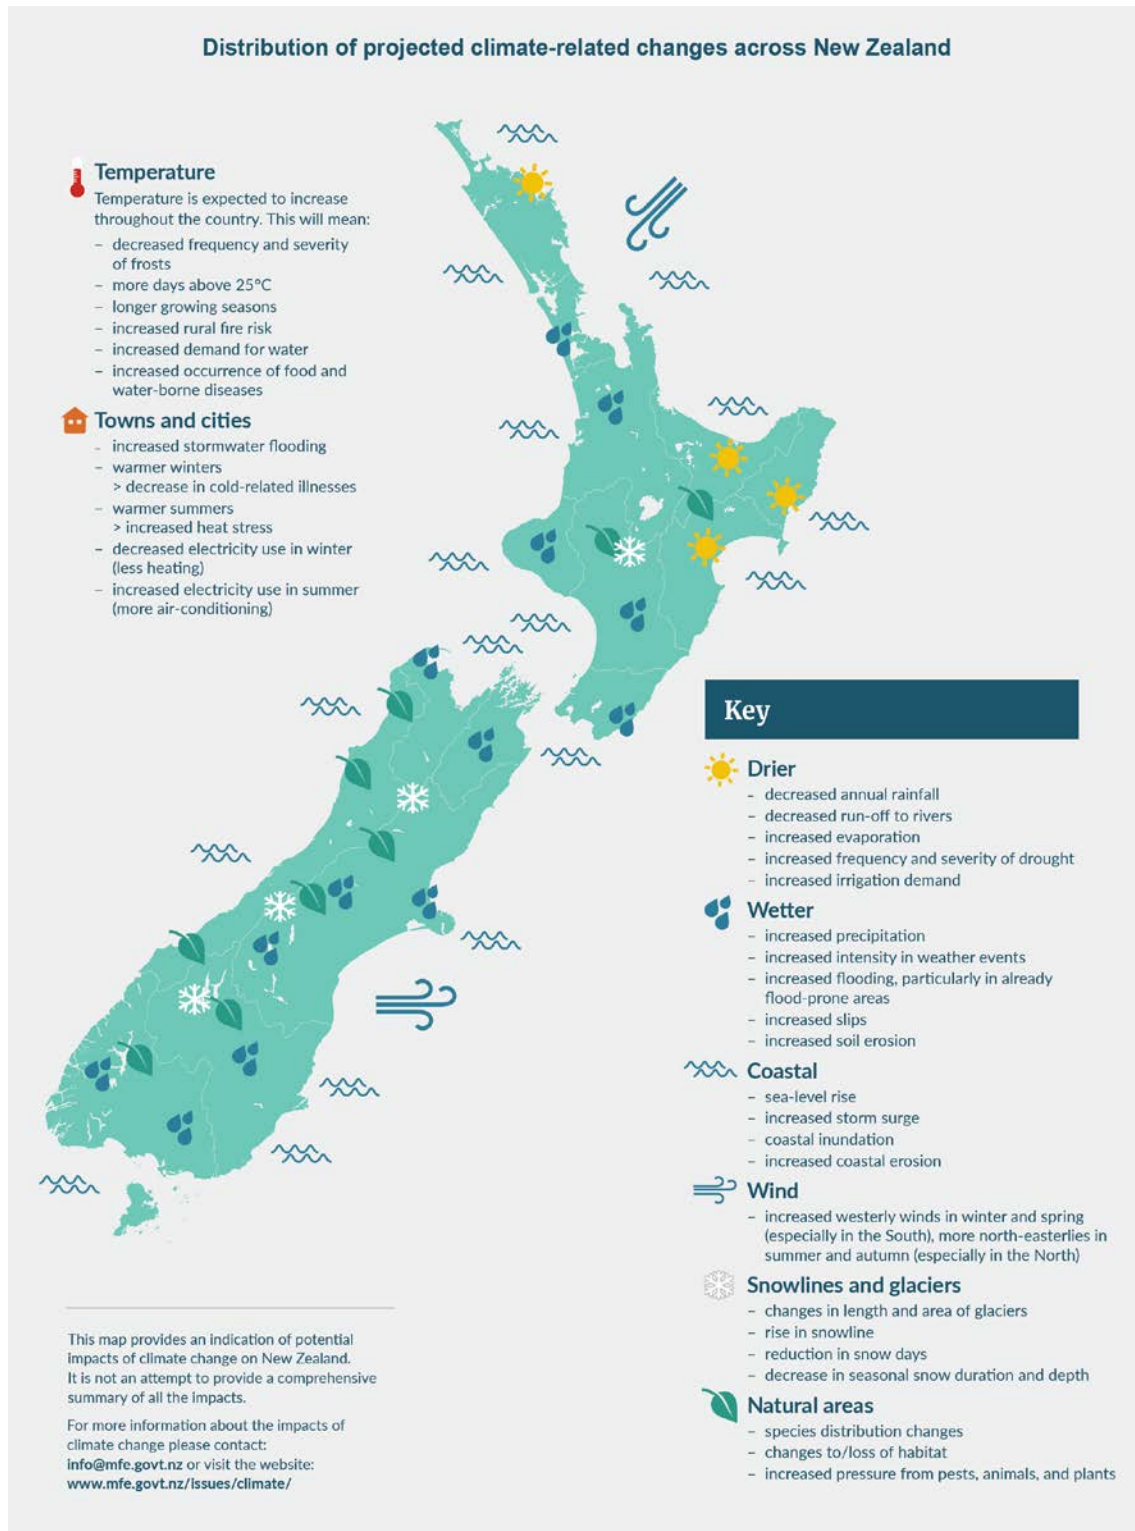 Distribution of projected climate-related changes across New Zealand
Temperature
Temperature is expected to increase
throughout the country. This will mean:
– decreased frequency and severity
of frosts
– more days above 25°C
– longer growing seasons
– increased rural fire risk
– increased demand for water
– increased occurrence of food and
water-borne diseases
Towns and cities
- increased stormwater flooding
– warmer winters
> decrease in cold-related illnesses
– warmer summers
> increased heat stress
– decreased electricity use in winter
(less heating)
– increased electricity use in summer
(more air-conditioning)
Key
Drier
– decreased annual rainfall
– decreased run-off to rivers
– increased evaporation
– increased frequency and severity of drought
– increased irrigation demand
Wetter
– increased precipitation
– increased intensity in weather events
– increased flooding, particularly in already
flood-prone areas
– increased slips
– increased soil erosion
Coastal
– sea-level rise
– increased storm surge
– coastal inundation
– increased coastal erosion
Wind
– increased westerly winds in winter and spring
(especially in the South), more north-easterlies in
summer and autumn (especially in the North)
Snowlines and glaciers
– changes in length and area of glaciers
– rise in snowline
– reduction in snow days
– decrease in seasonal snow duration and depth
Natural areas
– species distribution changes
– changes to/loss of habitat
– increased pressure from pests, animals, and plants
This map provides an indication of potential
impacts of climate change on New Zealand.
It is not an attempt to provide a comprehensive
summary of all the impacts.
For more information about the impacts of
climate change please contact:
info@mfe.govt.nz or visit the website:
www.mfe.govt.nz/issues/climate/